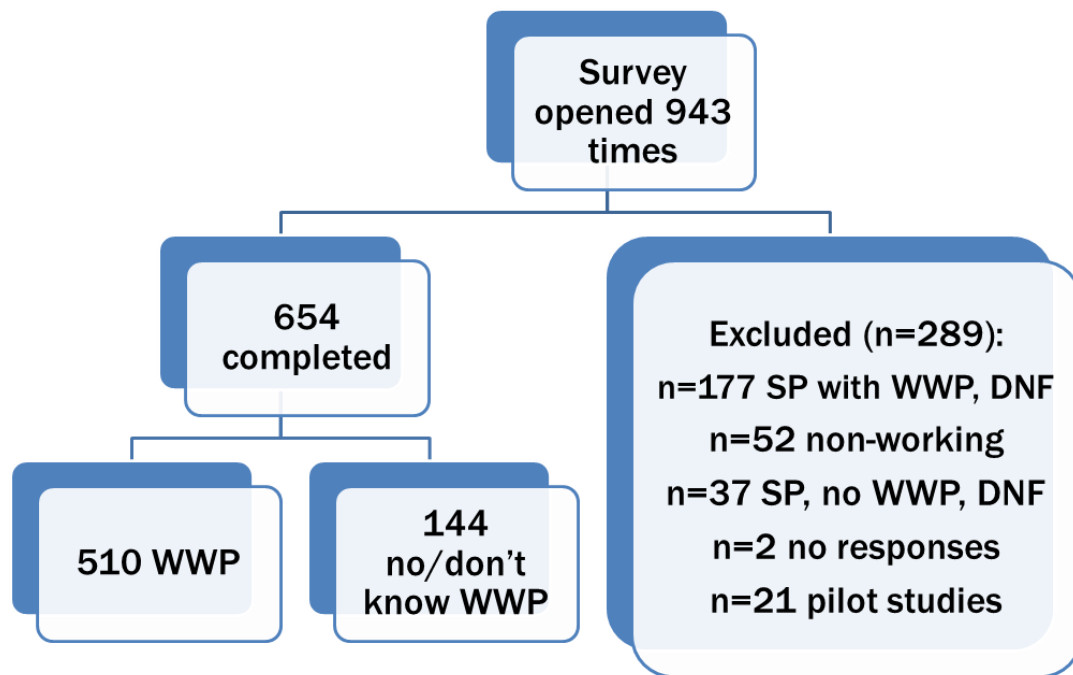 Survey
opened 943
times
654
completed
510 WWP
144
no/don't
know WWP
Excluded (n=289):
n=177 SP with WWP, DNF
n=52 non-working
n=37 SP, no WWP, DNF
n=2 no responses
n=21 pilot studies